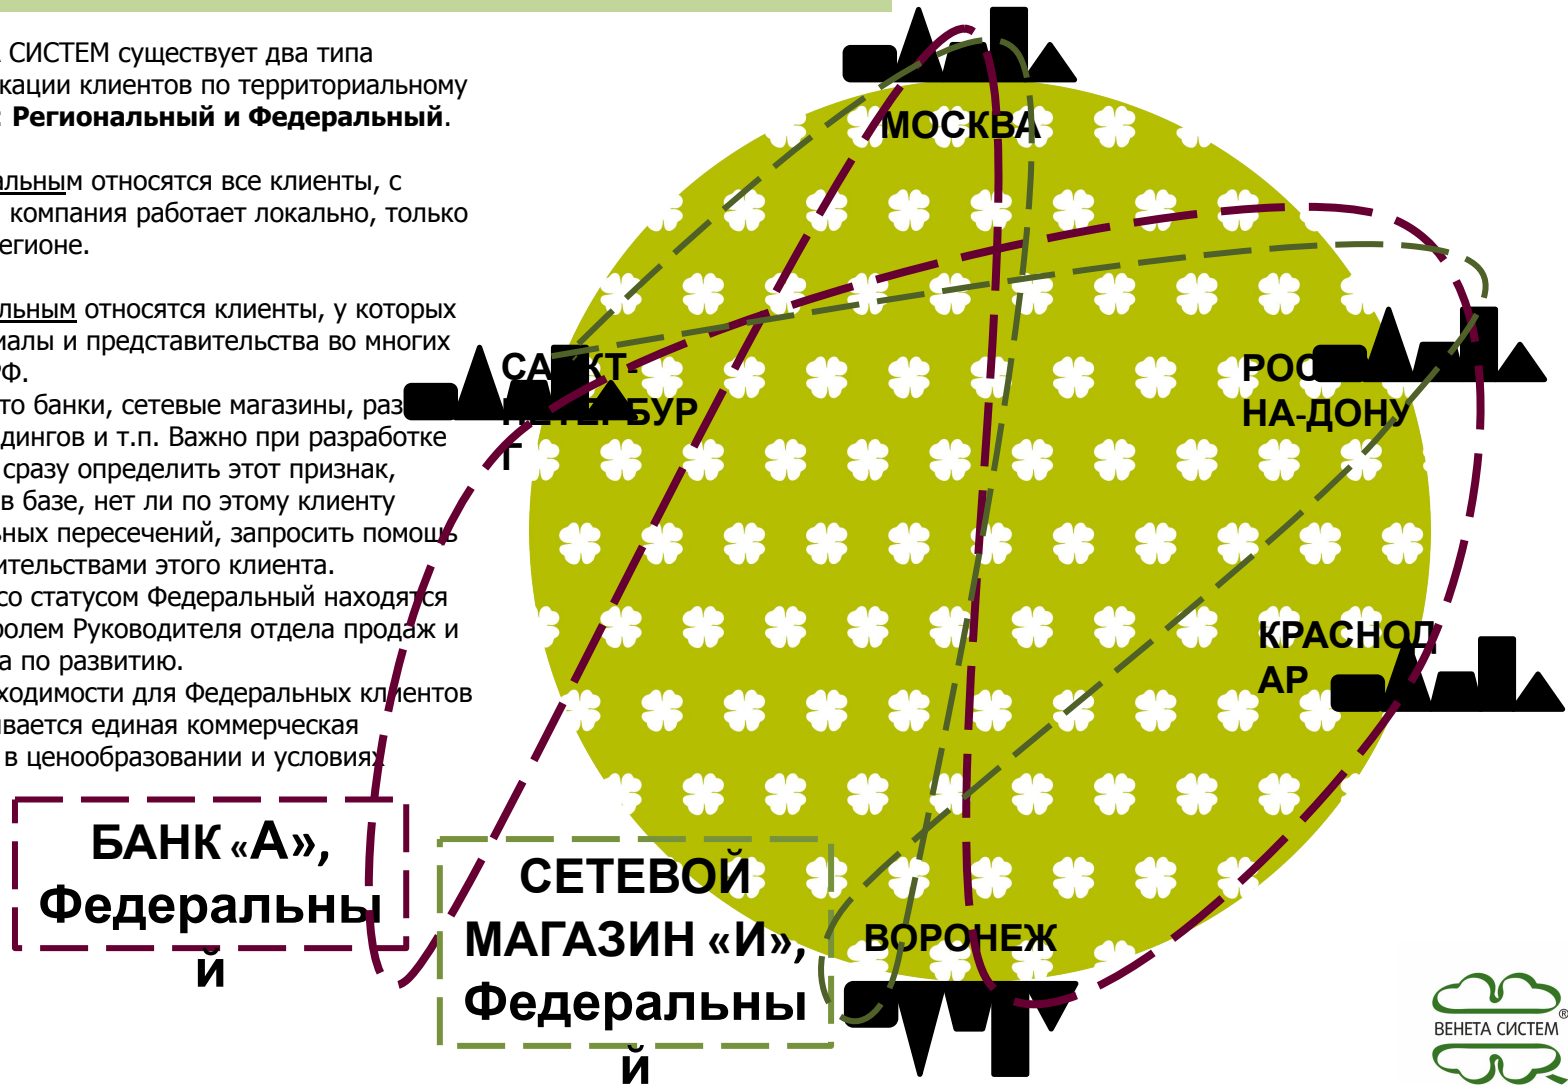 СИСТЕМ существует два типа
кации клиентов по территориальному
: Региональный и Федеральный.
альным относятся все клиенты, с
компания работает локально, только
егионе.
льным относятся клиенты, у которых
иалы и представительства во многих
РФ.
то банки, сетевые магазины, раз
дингов и т.п. Важно при разработке
сразу определить этот признак,
в базе, нет ли по этому клиенту
ьных пересечений, запросить помощь
ительствами этого клиента.
со статусом Федеральный находятся
ролем Руководителя отдела продаж и
а по развитию.
ходимости для Федеральных клиентов
ивается единая коммерческая
в ценообразовании и условиях
МОСКВА
САНКТ-
ПЕТЕРБУР
Г
РОС
НА-ДОНУ
КРАСНОД
АР
ВОРОНЕЖ
БАНК «А»,
Федеральны
й
СЕТЕВОЙ
МАГАЗИН «И»,
Федеральны
й
ВЕНЕТА СИСТЕМ®